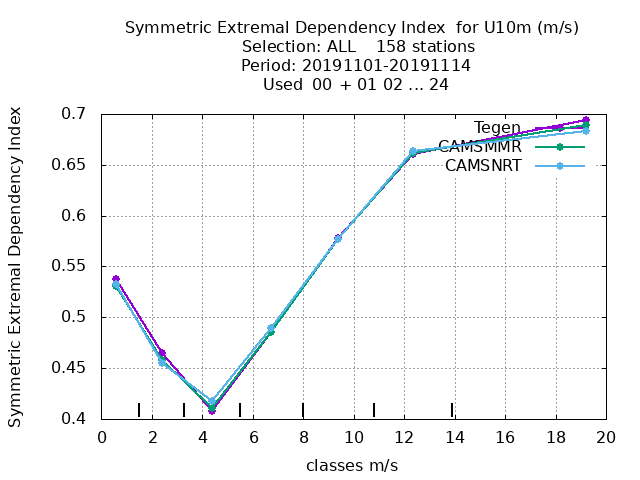 Symmetric Extremal Dependency Index for U10m (m/s)
Selection: ALL 158 stations
Period: 20191101-20191114
Used 00 + 01 02 ... 24
Symmetric Extremal Dependency Index
0.7
0.65
0.6
0.55
0.5
0.45
0.4
Tegen
CAMSMMR
CAMSNRT
0 2 4 6 8 10 12 14 16 18 20
classes m/s